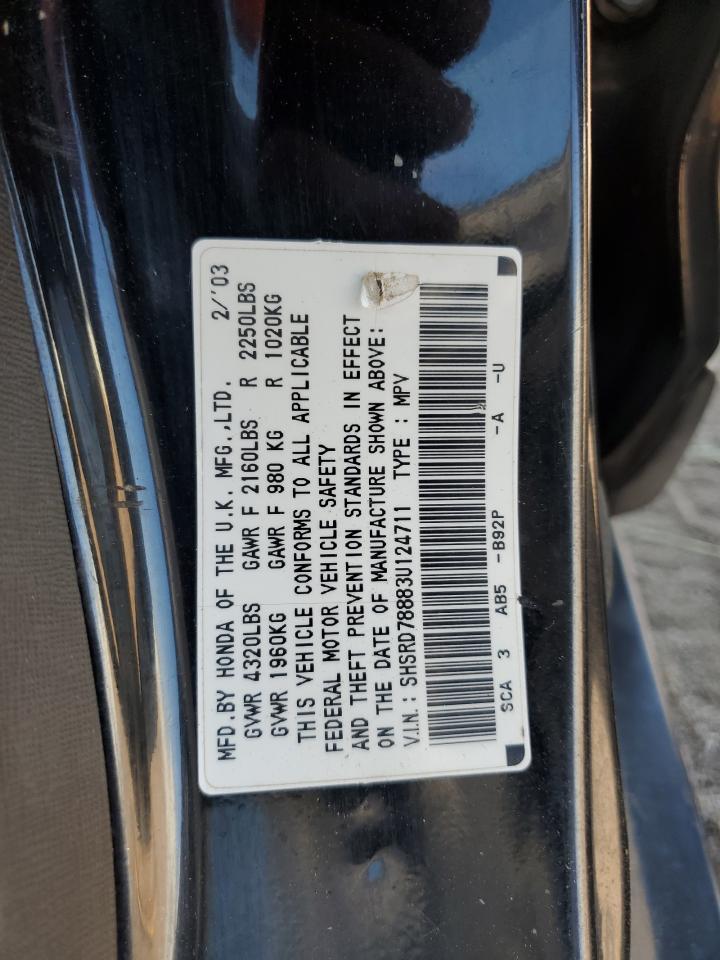 MFD.BY HONDA OF THE U.K. MFG.,LTD. 2/'03
GVWR 4320LBS GAWR F 2160LBS R 2250LBS
GVWR 1960KG GAWR F 980 KG R 1020KG
THIS VEHICLE CONFORMS TO ALL APPLICABLE
FEDERAL MOTOR VEHICLE SAFETY
AND THEFT PREVENTION STANDARDS IN EFFECT
ON THE DATE OF MANUFACTURE SHOWN ABOVE:
V.I.N.: SHSRD78883U124711 TYPE : MPV
SCA 3 AB5 -B92P -A -U